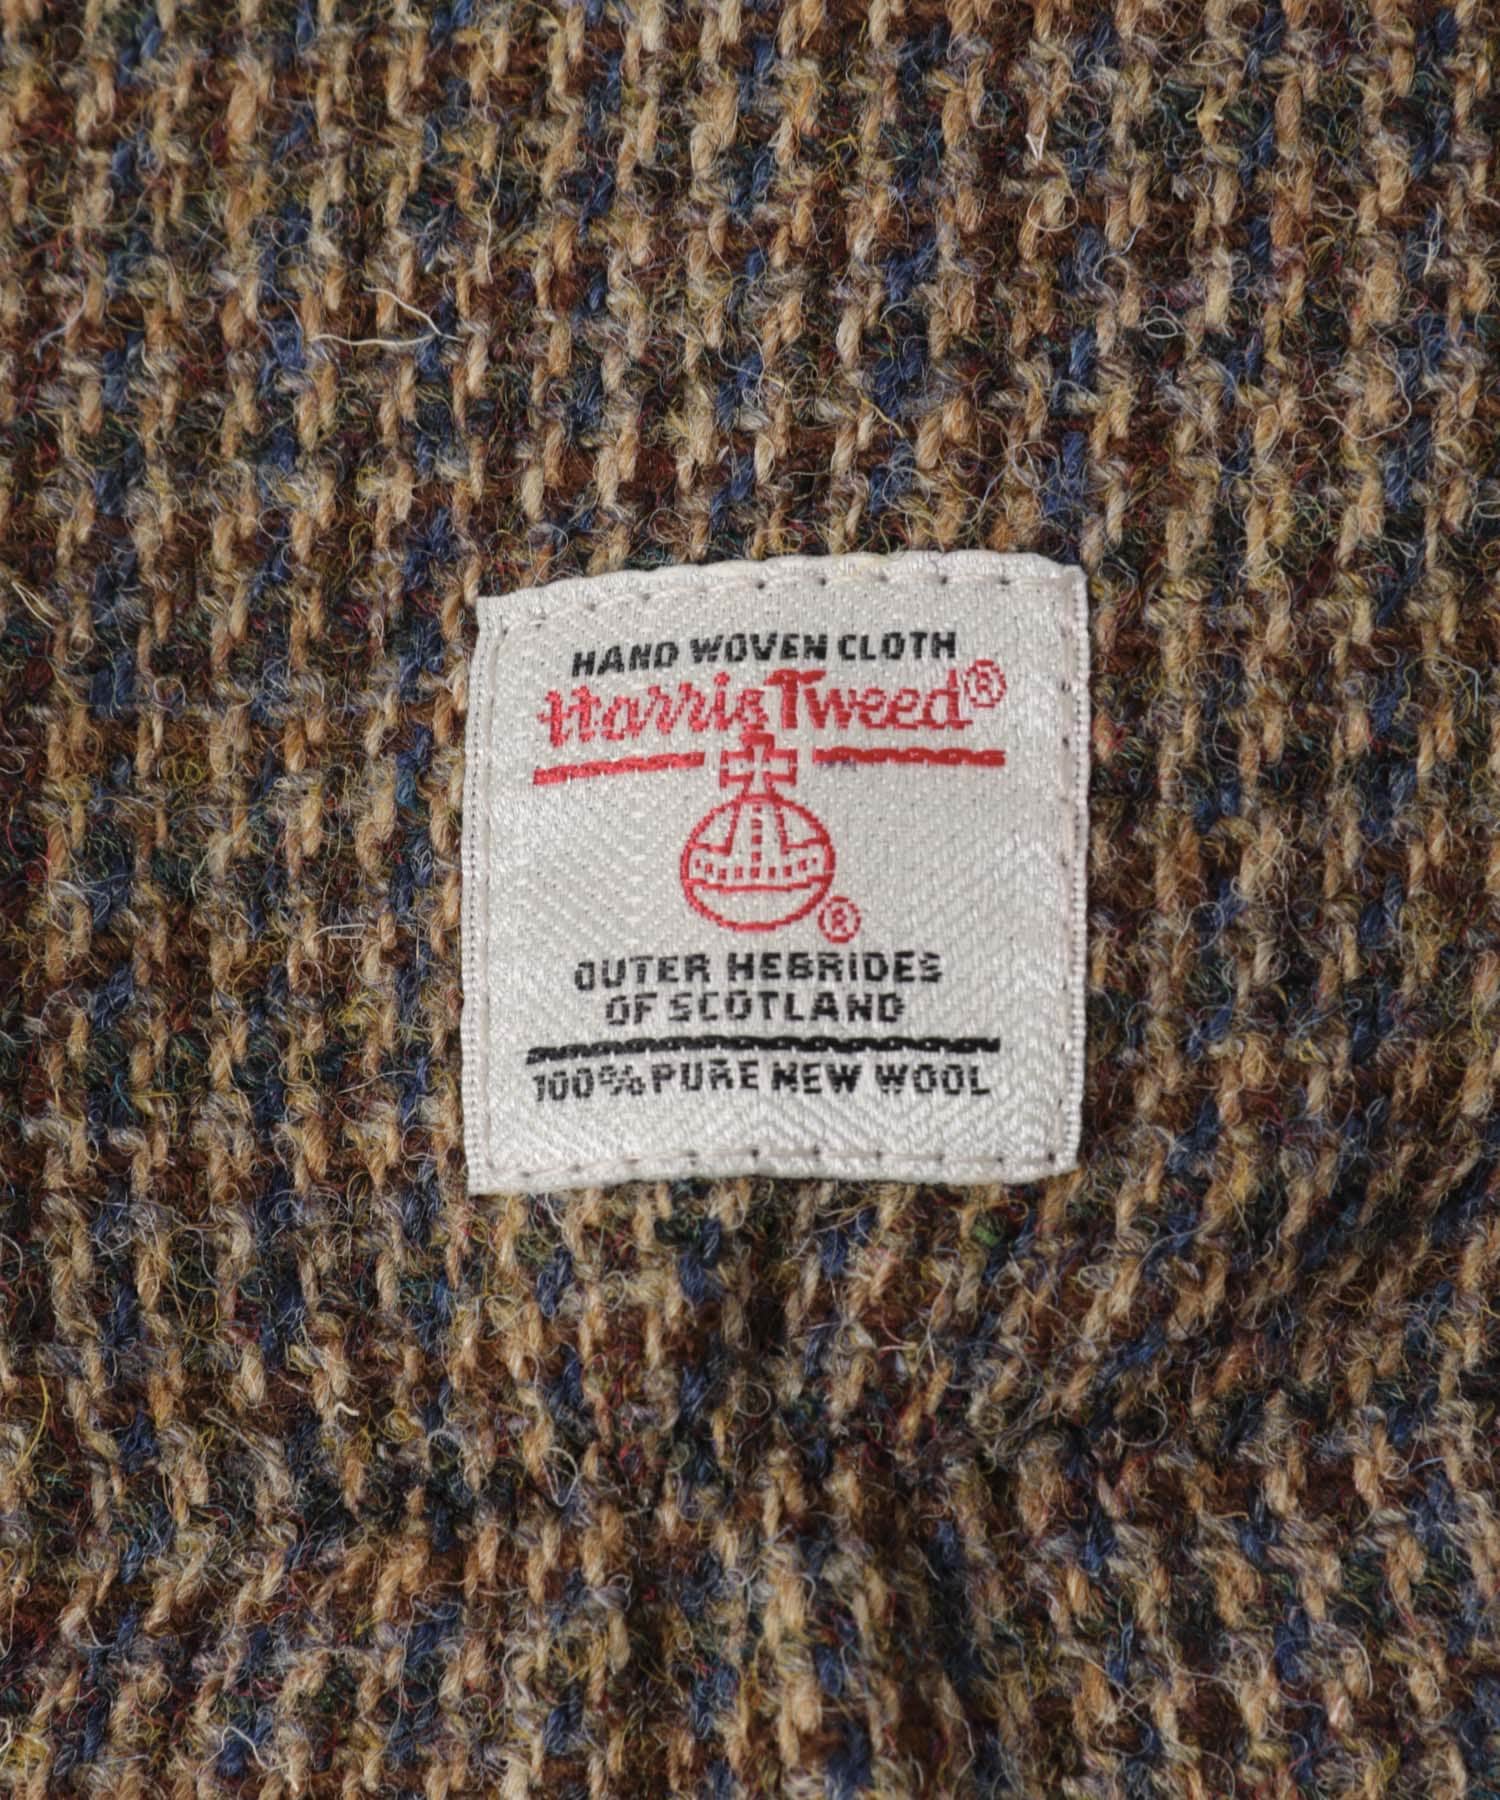 HAND WOVEN CLOTH
Harris Tweed®
®
OUTER HEBRIDES
OF SCOTLAND
100% PURE NEW WOOL